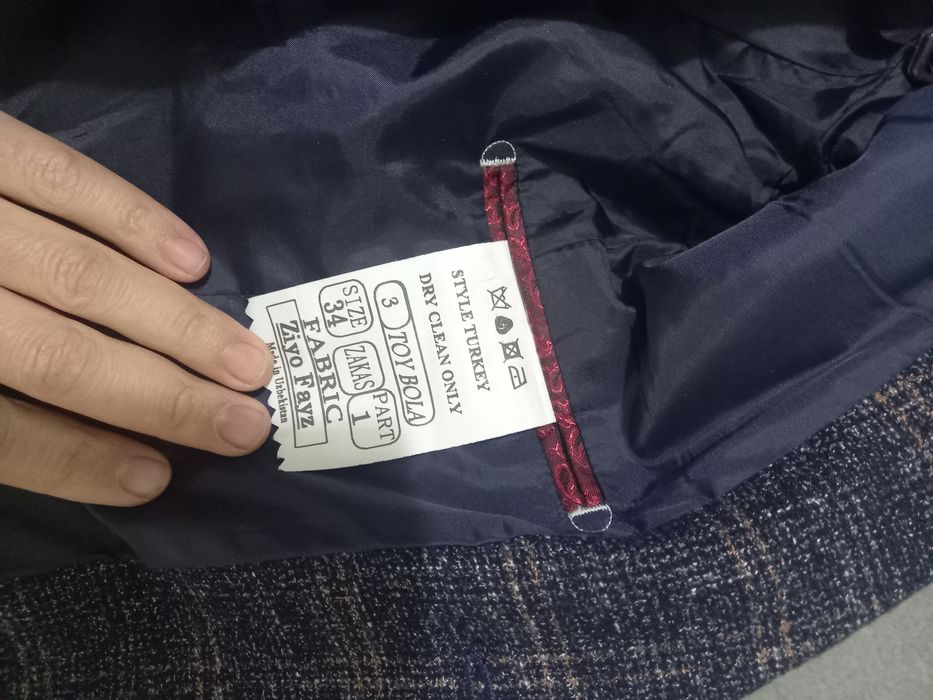 STYLE TURKEY
DRY CLEAN ONLY
3 TOY BOLA
SIZE 34 ZAKAS PART 1
FABRIC
Ziyo Fayz
Made in Uzbekistan